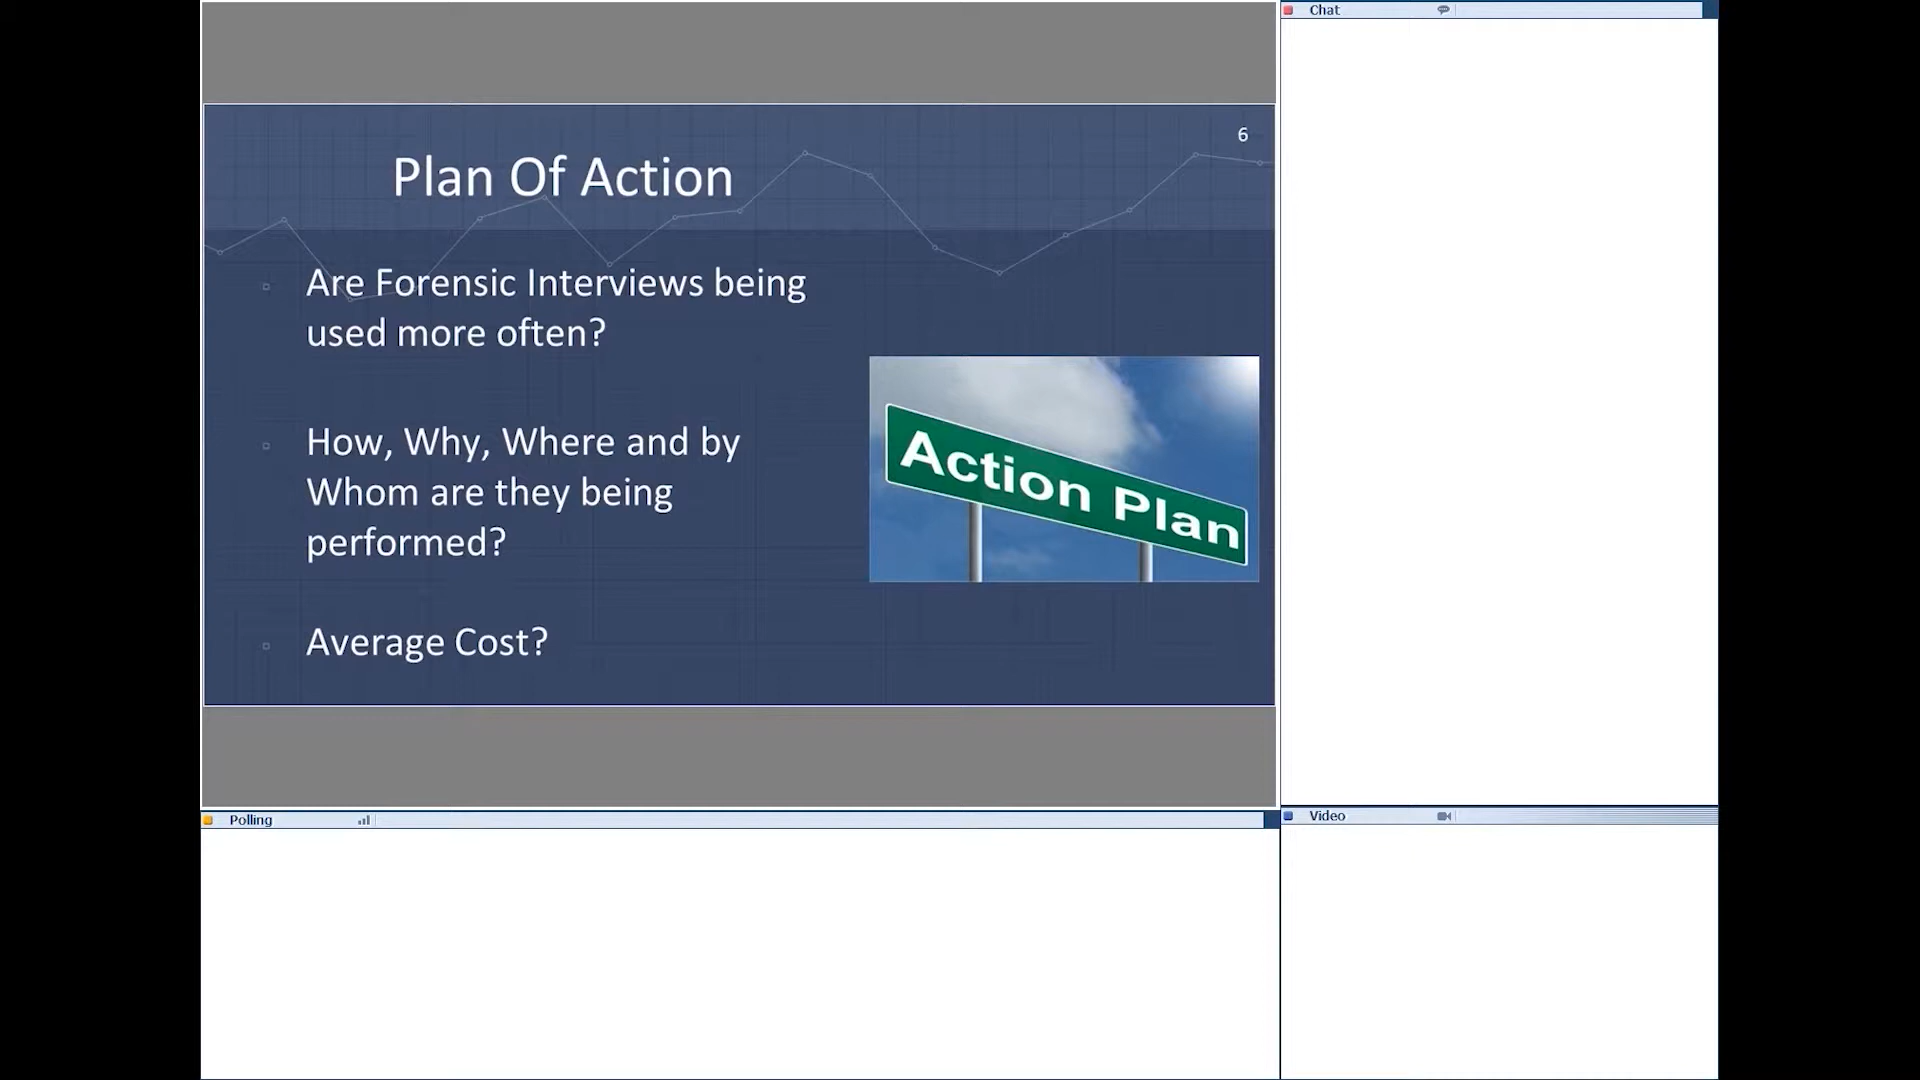 Chat
6
Plan Of Action
Are Forensic Interviews being
used more often?
How, Why, Where and by
Whom are they being
performed?
Average Cost?
Action Plan
Polling
Video